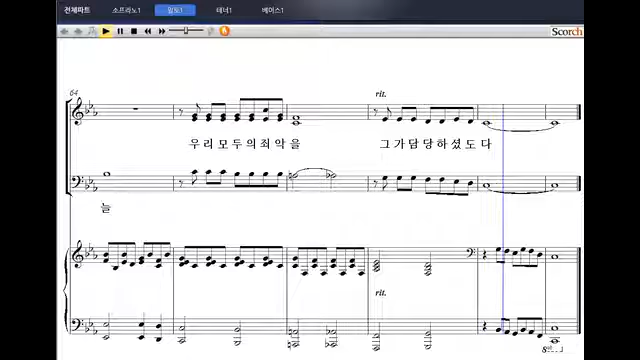 전체파트 소프라노1 알토1 테너1 베이스1
Scorch
64 rit.
우리모두의죄악을 그가담당하셨도다
늘
rit.
8vb